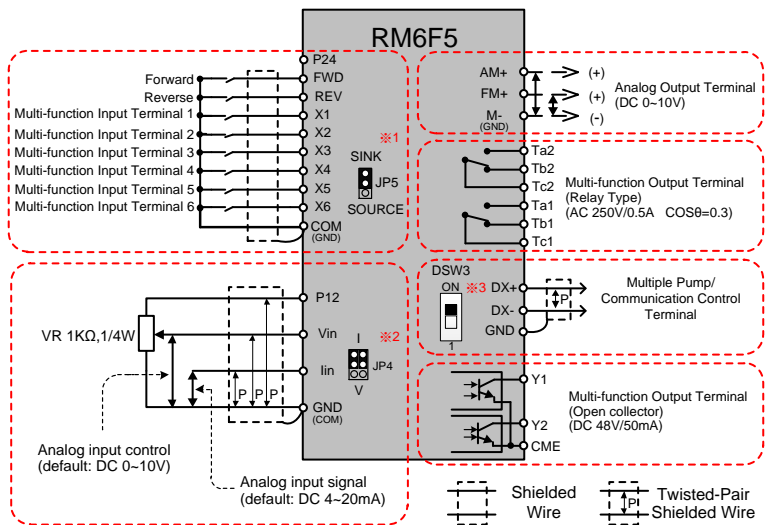 RM6F5
P24
Forward
FWD
Reverse
REV
Multi-function Input Terminal 1
X1
Multi-function Input Terminal 2
X2
Multi-function Input Terminal 3
X3
Multi-function Input Terminal 4
X4
Multi-function Input Terminal 5
X5
Multi-function Input Terminal 6
X6
COM
(GND)
※1
SINK
JP5
SOURCE
AM+
(+)
FM+
(+)
M-
(GND)
(-)
Analog Output Terminal
(DC 0~10V)
Ta2
Tb2
Tc2
Ta1
Tb1
Tc1
Multi-function Output Terminal
(Relay Type)
(AC 250V/0.5A COSθ=0.3)
DSW3
ON
※3
1
DX+
DX-
GND
P
Multiple Pump/
Communication Control
Terminal
P12
VR 1KΩ,1/4W
Vin
Iin
GND
(COM)
P
P
P
I
※2
JP4
V
Analog input control
(default: DC 0~10V)
Analog input signal
(default: DC 4~20mA)
Y1
Y2
CME
Multi-function Output Terminal
(Open collector)
(DC 48V/50mA)
Shielded
Wire
P
Twisted-Pair
Shielded Wire